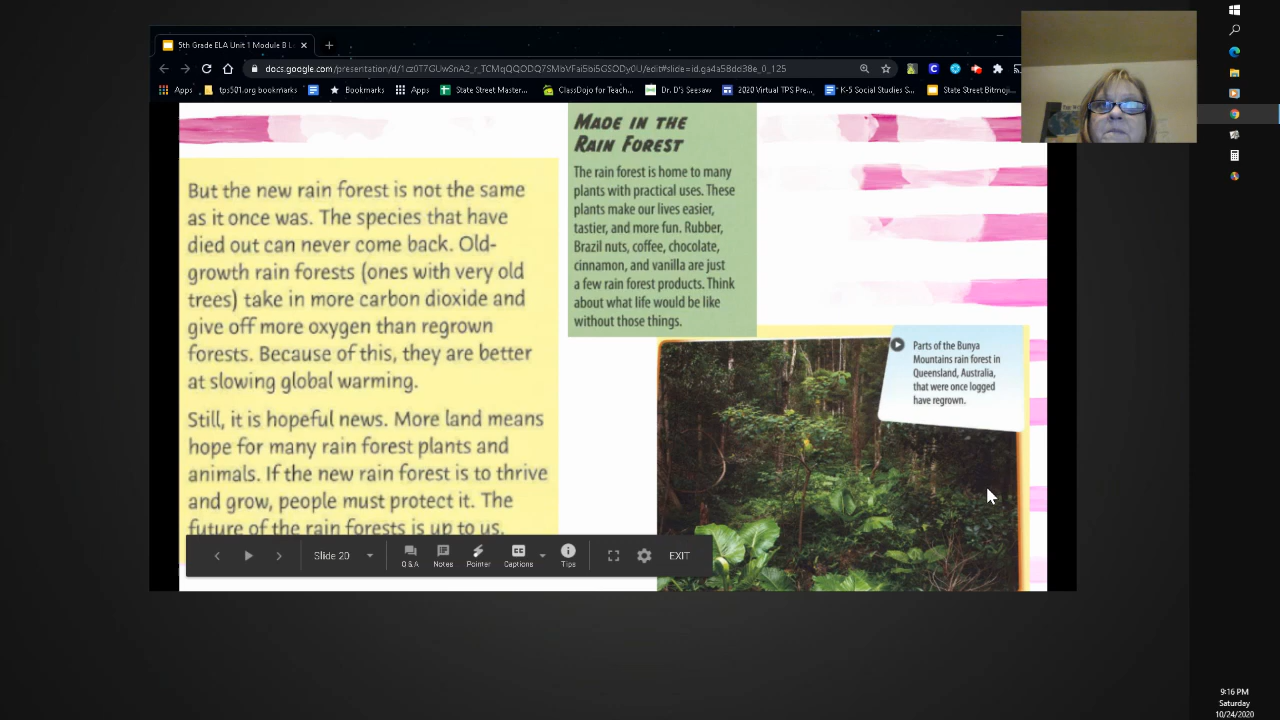 5th Grade ELA Unit 1 Module B L
docs.google.com/presentation/d/
/edit#slide=id.ga4a58dd38e_0_125
Apps
tps501.org bookmarks
Bookmarks
Apps
State Street Master...
ClassDojo for Teach...
Dr. D's Seesaw
2020 Virtual TPS Pre...
K-5 Social Studies S...
State Street Bitmoji
But the new rain forest is not the same
as it once was. The species that have
died out can never come back. Old-
growth rain forests (ones with very old
trees) take in more carbon dioxide and
give off more oxygen than regrown
forests. Because of this, they are better
at slowing global warming.
Still, it is hopeful news. More land means
hope for many rain forest plants and
animals. If the new rain forest is to thrive
and grow, people must protect it. The
future of the rain forests is up to us.
MADE IN THE
RAIN FOREST
The rain forest is home to many
plants with practical uses. These
plants make our lives easier,
tastier, and more fun. Rubber,
Brazil nuts, coffee, chocolate,
cinnamon, and vanilla are just
a few rain forest products. Think
about what life would be like
without those things.
Parts of the Bunya
Mountains rain forest in
Queensland, Australia,
that were once logged
have regrown.
Slide 20
Q & A
Notes
Pointer
CC
Captions
Tips
EXIT
9:16 PM
Saturday
10/24/2020